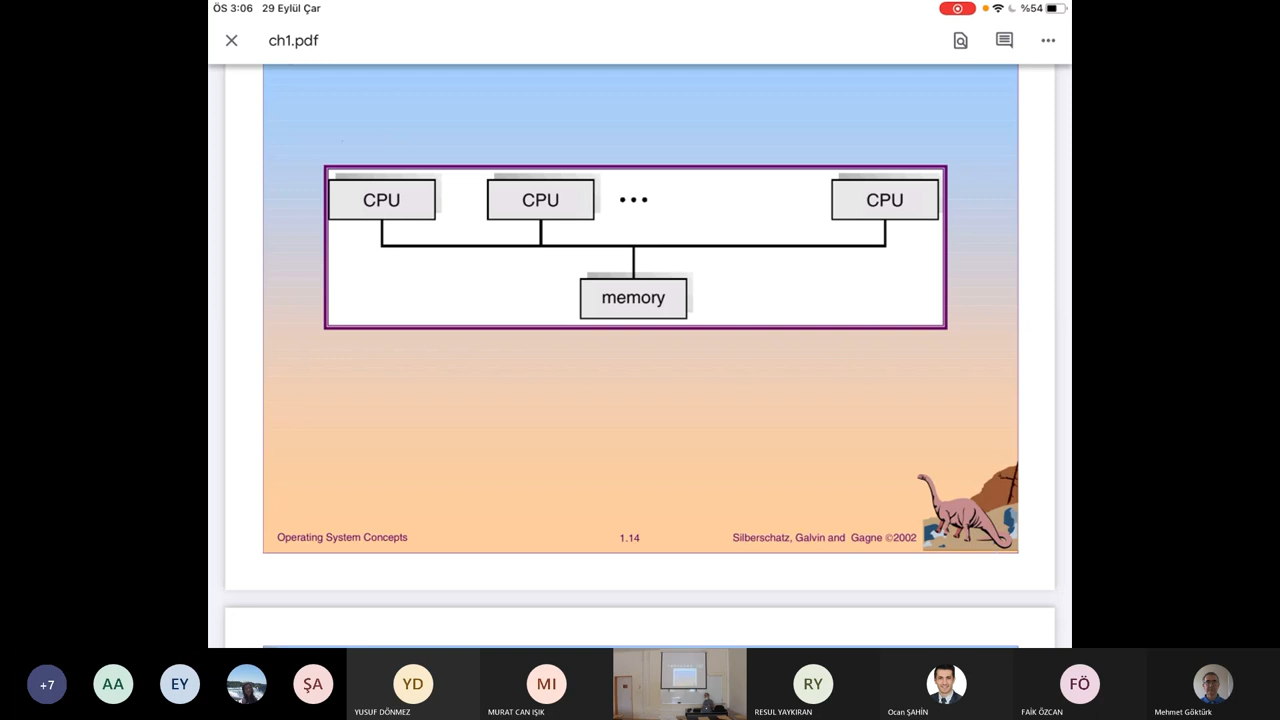 ÖS 3:06 29 Eylül Çar %54
ch1.pdf
CPU CPU ••• CPU
memory
Operating System Concepts 1.14 Silberschatz, Galvin and Gagne ©2002
+7 AA EY ŞA YD MI RY FÖ
YUSUF DÖNMEZ MURAT CAN IŞIK RESUL YAYKIRAN Ocan ŞAHİN FAİK ÖZCAN Mehmet Göktürk